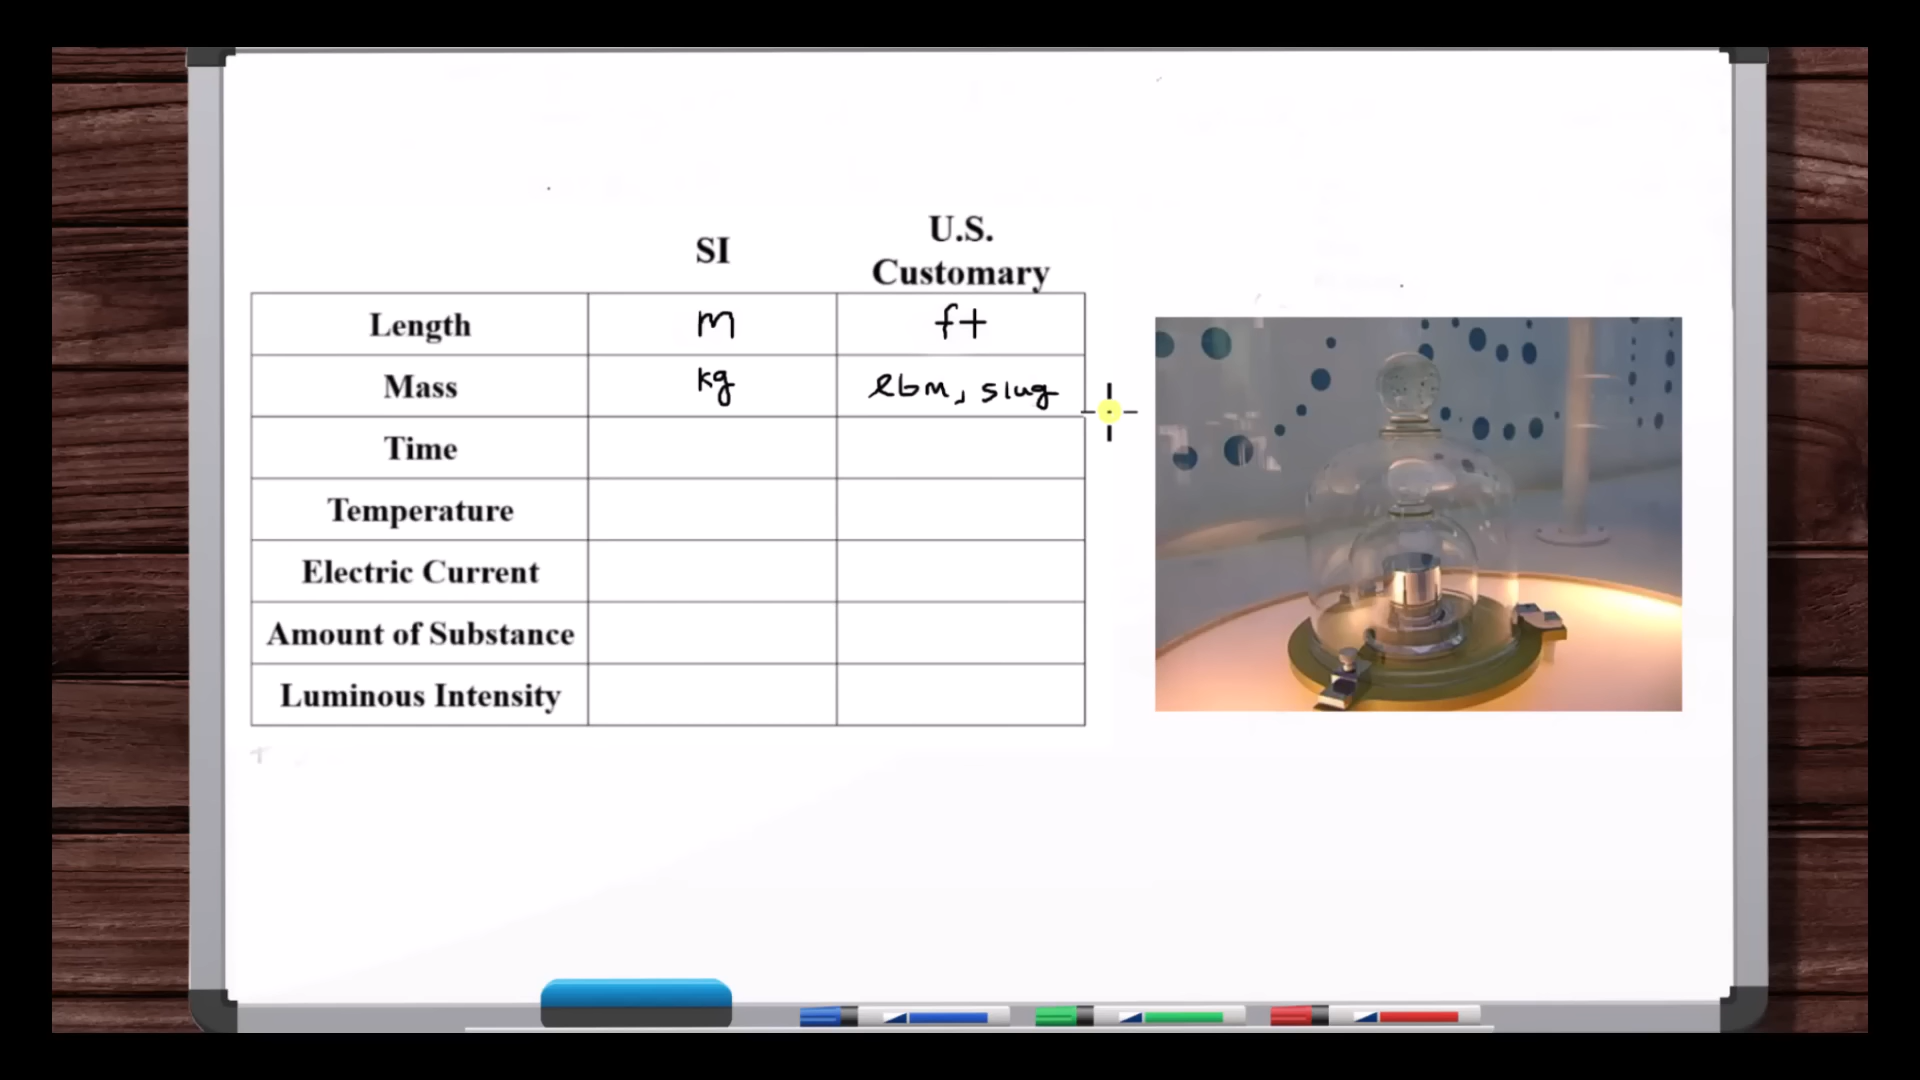 SI
U.S.
Customary
Length m ft
Mass kg lbm, slug
Time
Temperature
Electric Current
Amount of Substance
Luminous Intensity